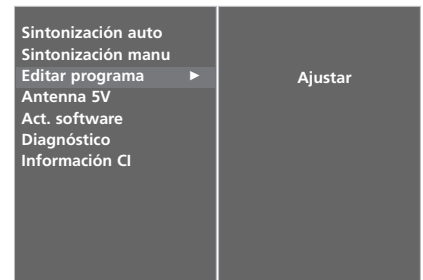 Sintonización auto
Sintonización manu
Editar programa ►
Ajustar
Antenna 5V
Act. software
Diagnóstico
Información CI